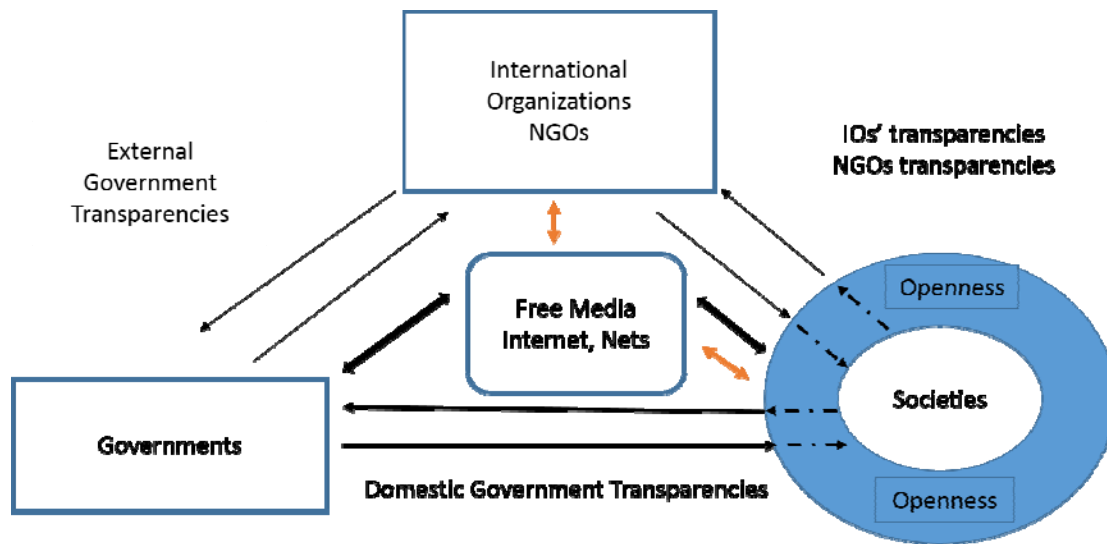 International
Organizations
NGOs
External
Government
Transparencies
IOs’ transparencies
NGOs transparencies
Free Media
Internet, Nets
Openness
Societies
Governments
Openness
Domestic Government Transparencies